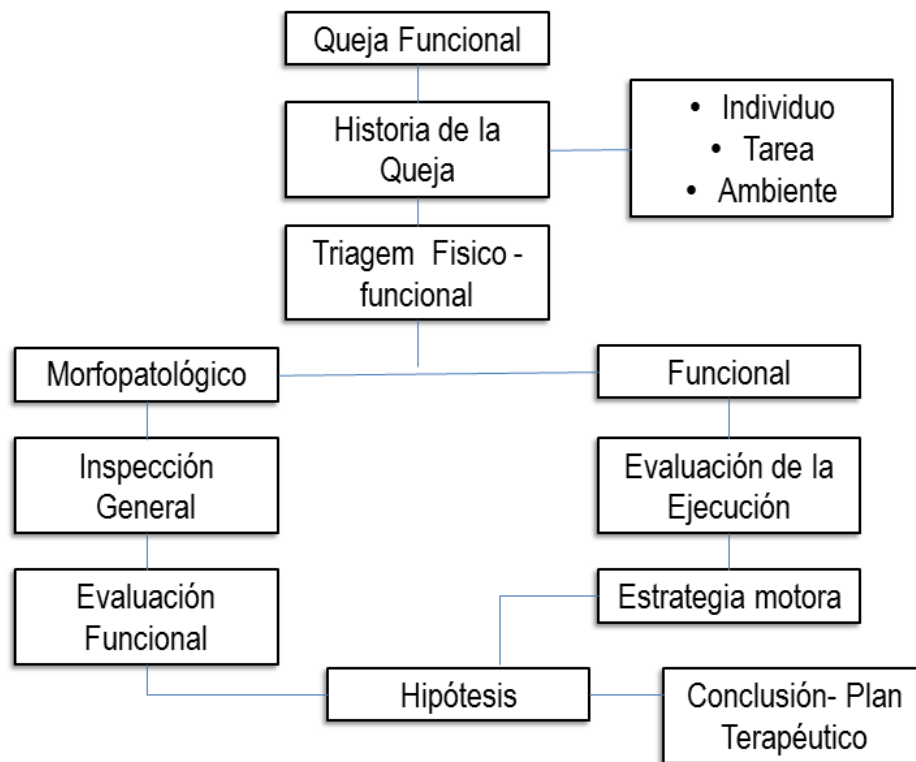 Queja Funcional
Historia de la
Queja
• Individuo
• Tarea
• Ambiente
Triagem Fisico -
funcional
Morfopatológico
Funcional
Inspección
General
Evaluación de la
Ejecución
Evaluación
Funcional
Estrategia motora
Hipótesis
Conclusión- Plan
Terapéutico